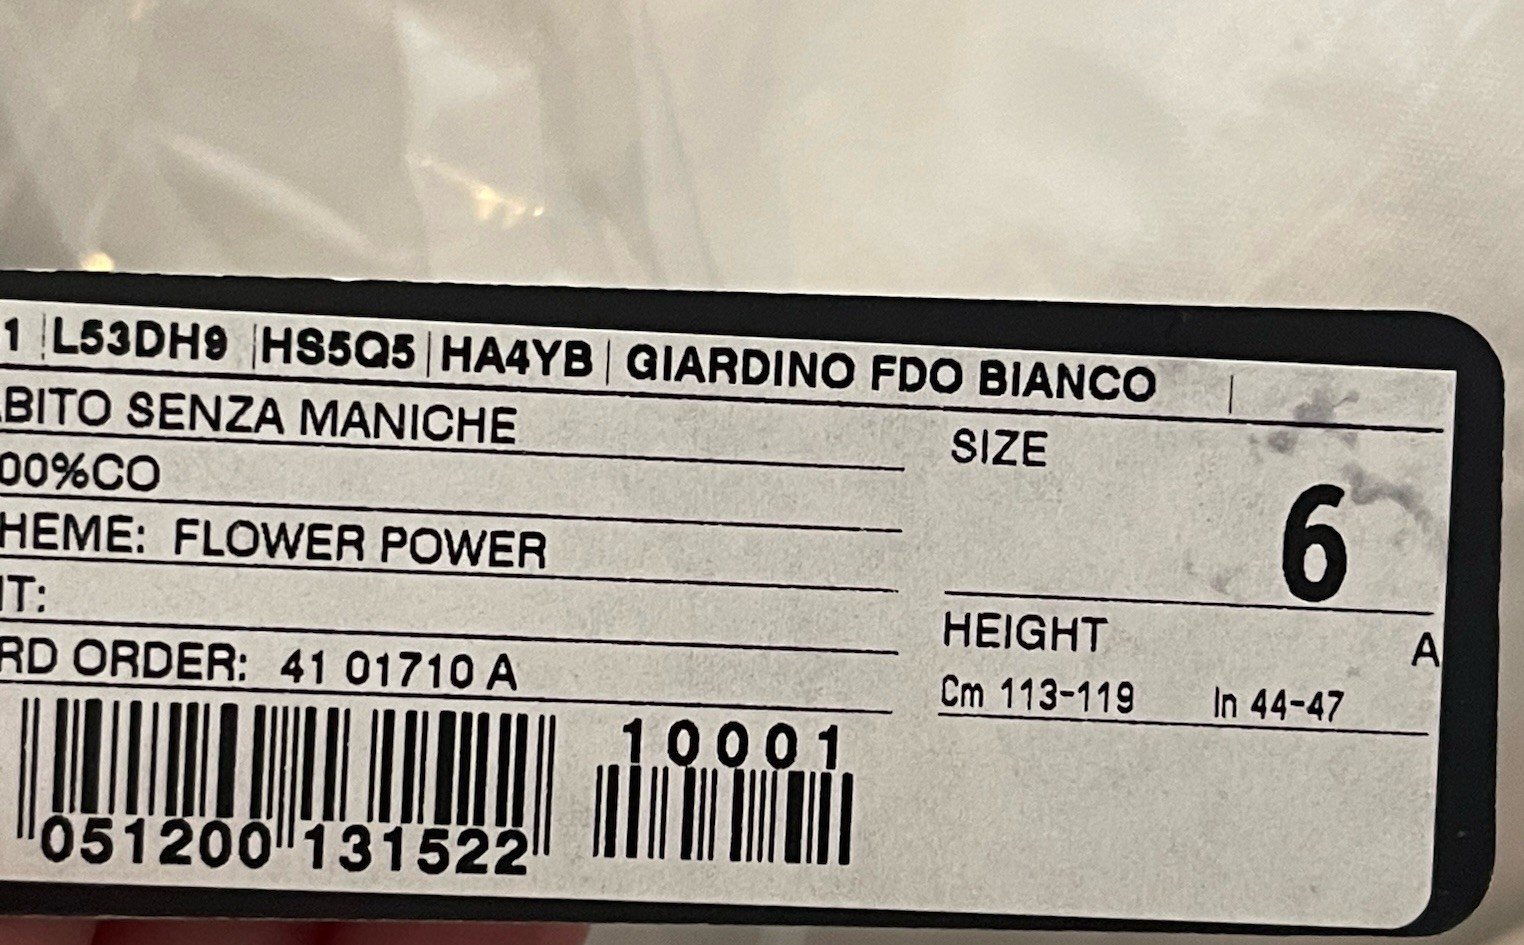 1 | L53DH9 | HS5Q5 | HA4YB | GIARDINO FDO BIANCO |
BITO SENZA MANICHE
00%CO
HEME: FLOWER POWER
IT:
RD ORDER: 41 01710 A
051200 131522
10001
SIZE
6
HEIGHT A
Cm 113-119 In 44-47